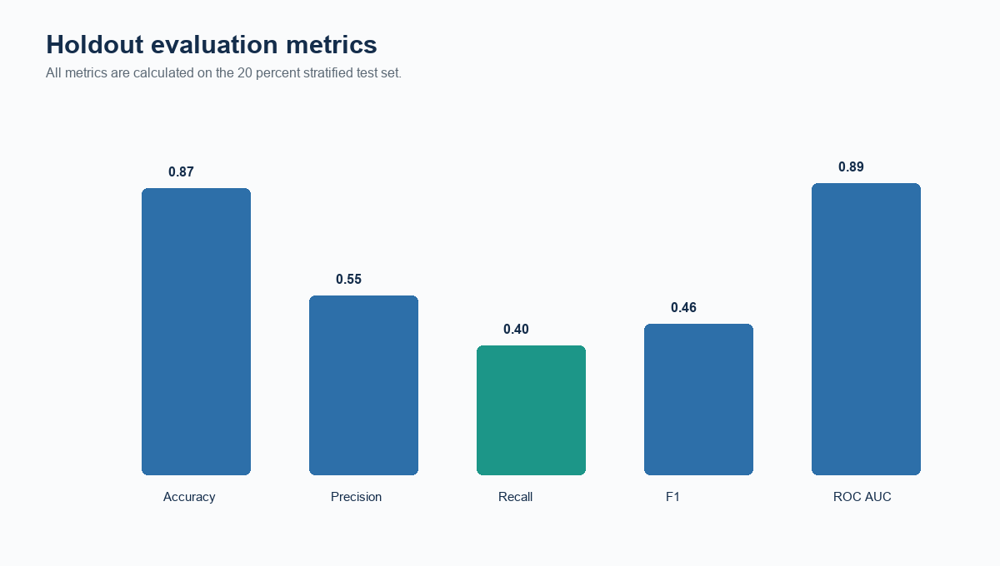 Holdout evaluation metrics
All metrics are calculated on the 20 percent stratified test set.
0.87
0.55
0.40
0.46
0.89
Accuracy
Precision
Recall
F1
ROC AUC